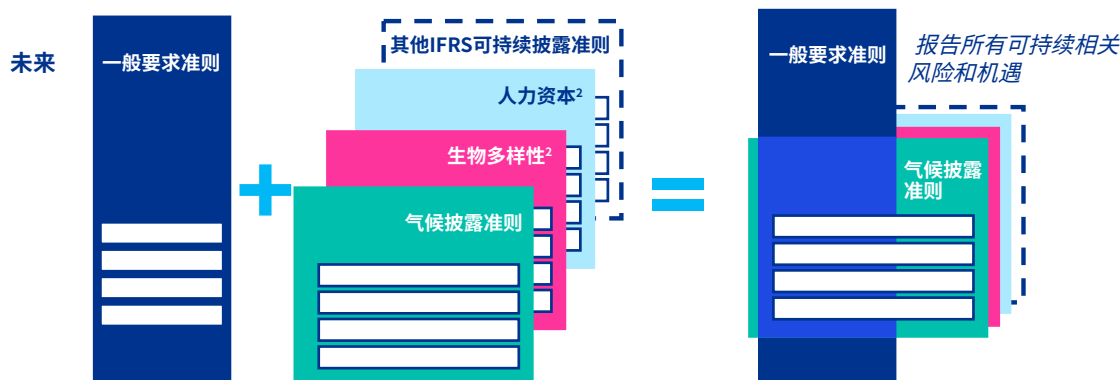 未来
一般要求准则
其他IFRS可持续披露准则
人力资本²
生物多样性²
气候披露准则
一般要求准则
报告所有可持续相关
风险和机遇
气候披露
准则